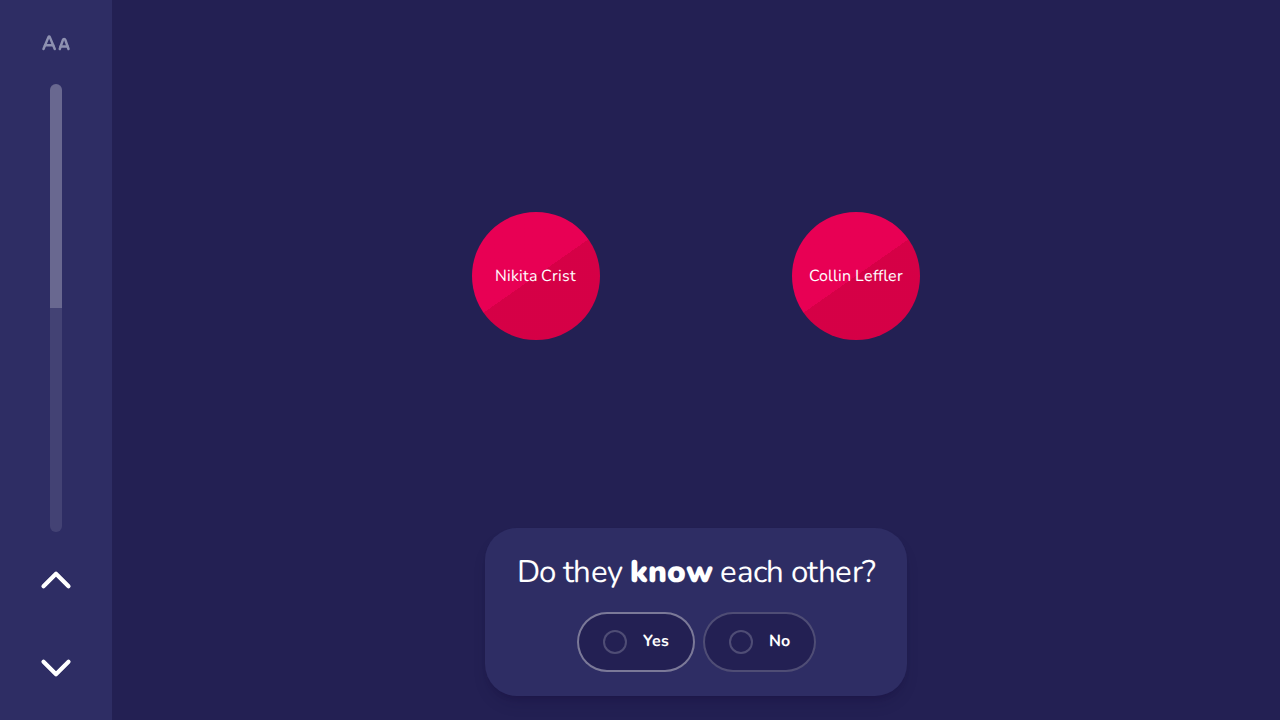 AA
Nikita Crist
Collin Leffler
Do they know each other?
Yes
No